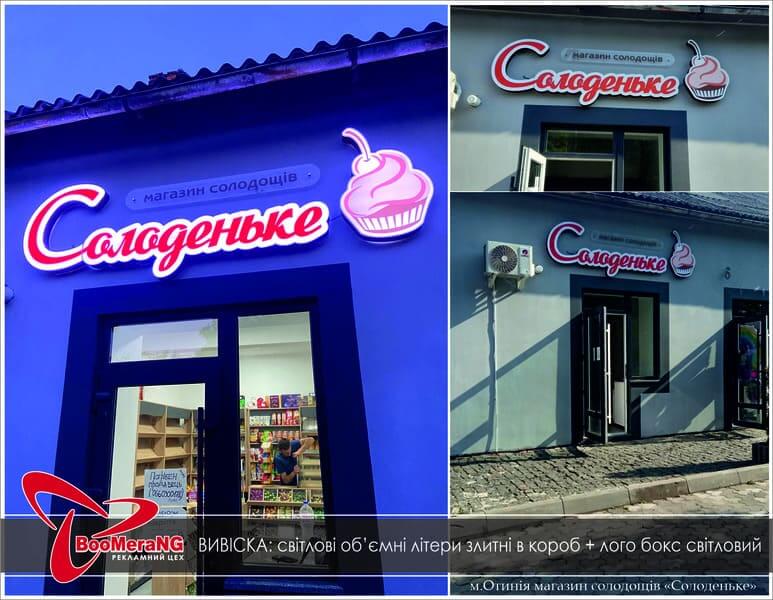 магазин солодощів
Солоденьке
магазин солодощів
Солоденьке
магазин солодощів
Солоденьке
BooMeraNG
РЕКЛАМНИЙ ЦЕХ
ВИВІСКА: світлові об’ємні літери злитні в короб + лого бокс світловий
м.Отинія магазин солодощів «Солоденьке»